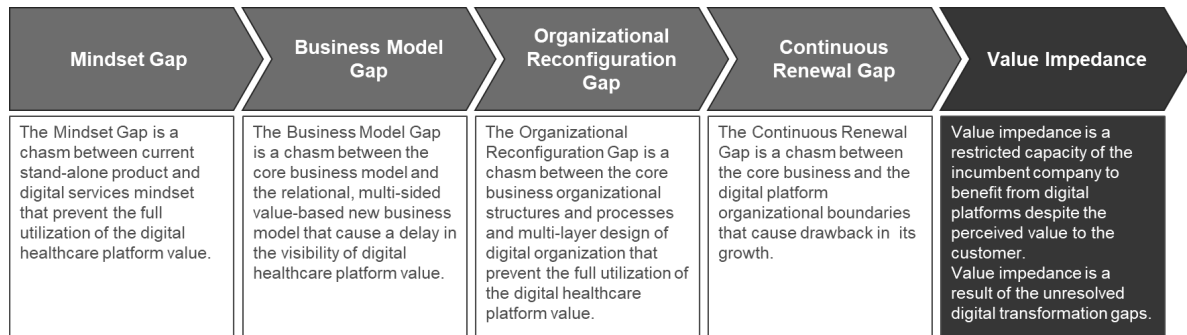 Mindset Gap
Business Model
Gap
Organizational
Reconfiguration
Gap
Continuous
Renewal Gap
Value Impedance
The Mindset Gap is a
chasm between current
stand-alone product and
digital services mindset
that prevent the full
utilization of the digital
healthcare platform value.
The Business Model Gap
is a chasm between the
core business model and
the relational, multi-sided
value-based new business
model that cause a delay in
the visibility of digital
healthcare platform value.
The Organizational
Reconfiguration Gap is a
chasm between the core
business organizational
structures and processes
and multi-layer design of
digital organization that
prevent the full utilization of
the digital healthcare
platform value.
The Continuous Renewal
Gap is a chasm between
the core business and the
digital platform
organizational boundaries
that cause drawback in its
growth.
Value impedance is a
restricted capacity of the
incumbent company to
benefit from digital
platforms despite the
perceived value to the
customer.
Value impedance is a
result of the unresolved
digital transformation gaps.